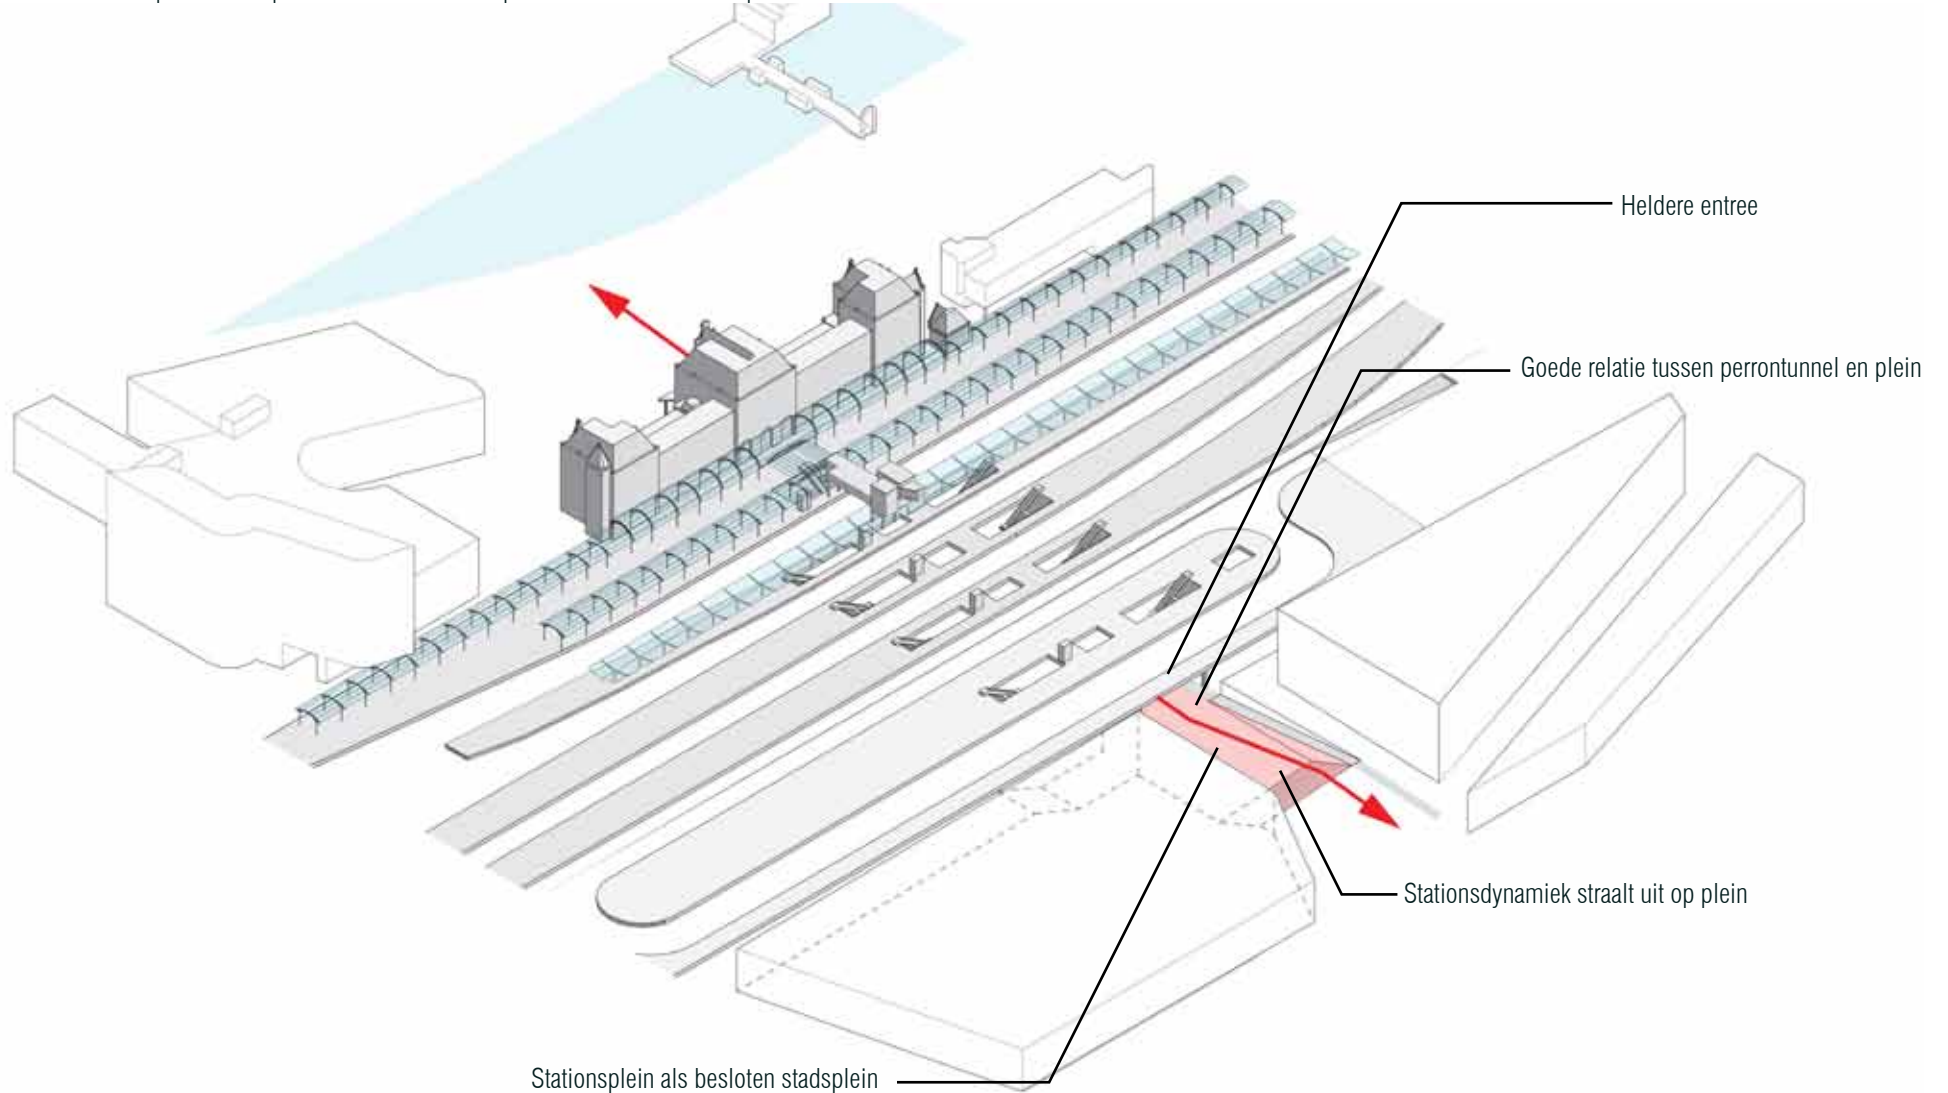 Heldere entree
Goede relatie tussen perrontunnel en plein
Stationsdynamiek straalt uit op plein
Stationsplein als besloten stadsplein